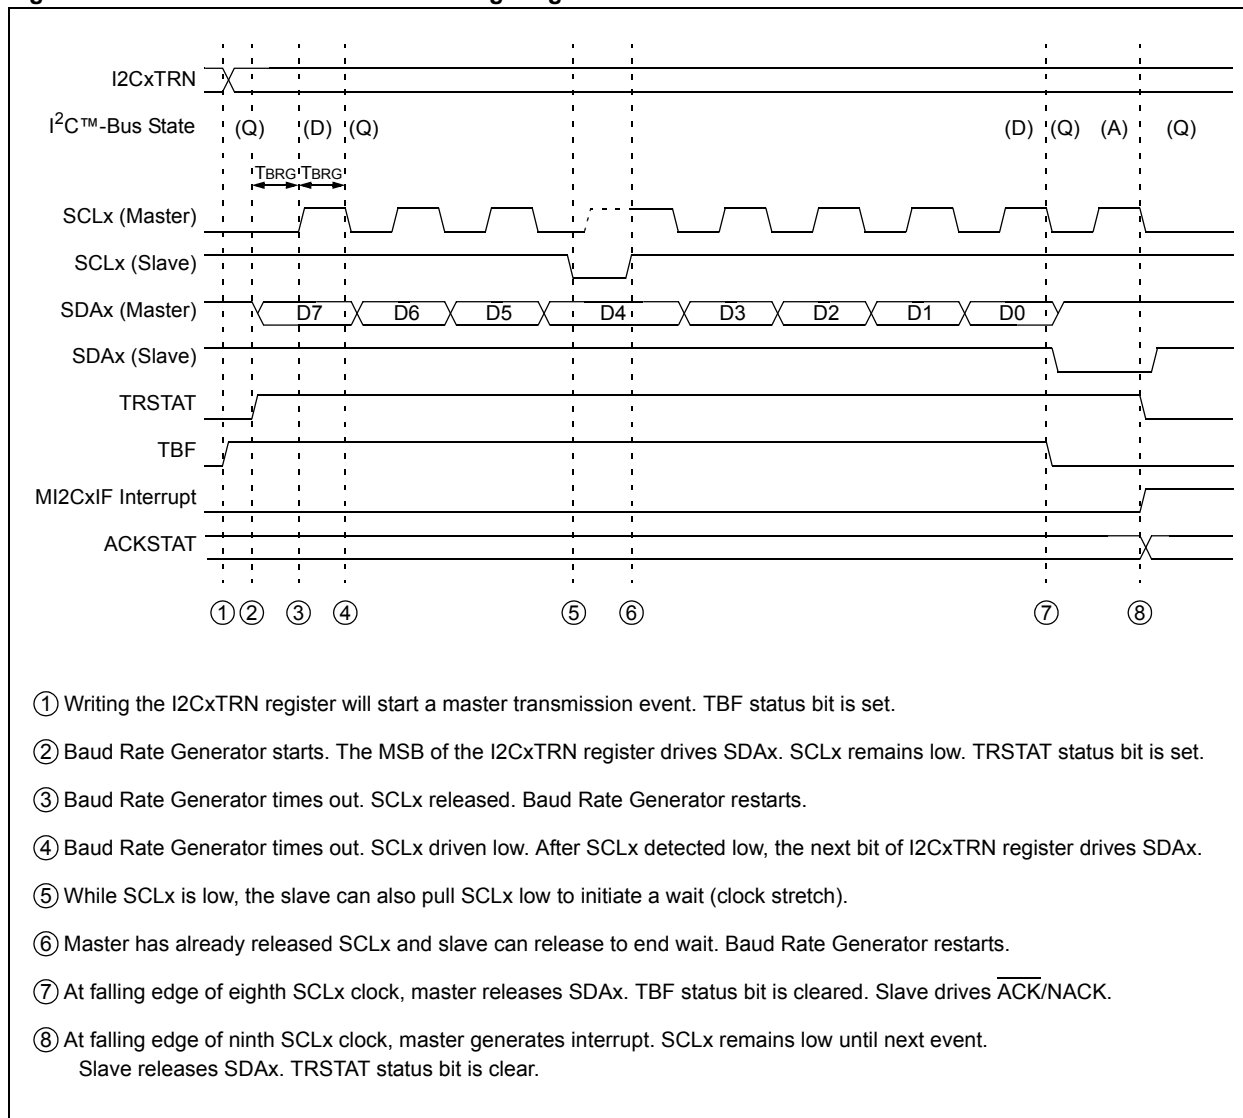 I2CxTRN
I²C™-Bus State (Q) (D) (Q) (D) (Q) (A) (Q)
TBRG TBRG
SCLx (Master)
SCLx (Slave)
SDAx (Master) D7 D6 D5 D4 D3 D2 D1 D0
SDAx (Slave)
TRSTAT
TBF
MI2CxIF Interrupt
ACKSTAT
① ② ③ ④ ⑤ ⑥ ⑦ ⑧
① Writing the I2CxTRN register will start a master transmission event. TBF status bit is set.
② Baud Rate Generator starts. The MSB of the I2CxTRN register drives SDAx. SCLx remains low. TRSTAT status bit is set.
③ Baud Rate Generator times out. SCLx released. Baud Rate Generator restarts.
④ Baud Rate Generator times out. SCLx driven low. After SCLx detected low, the next bit of I2CxTRN register drives SDAx.
⑤ While SCLx is low, the slave can also pull SCLx low to initiate a wait (clock stretch).
⑥ Master has already released SCLx and slave can release to end wait. Baud Rate Generator restarts.
⑦ At falling edge of eighth SCLx clock, master releases SDAx. TBF status bit is cleared. Slave drives A̅C̅K̅/NACK.
⑧ At falling edge of ninth SCLx clock, master generates interrupt. SCLx remains low until next event.
Slave releases SDAx. TRSTAT status bit is clear.